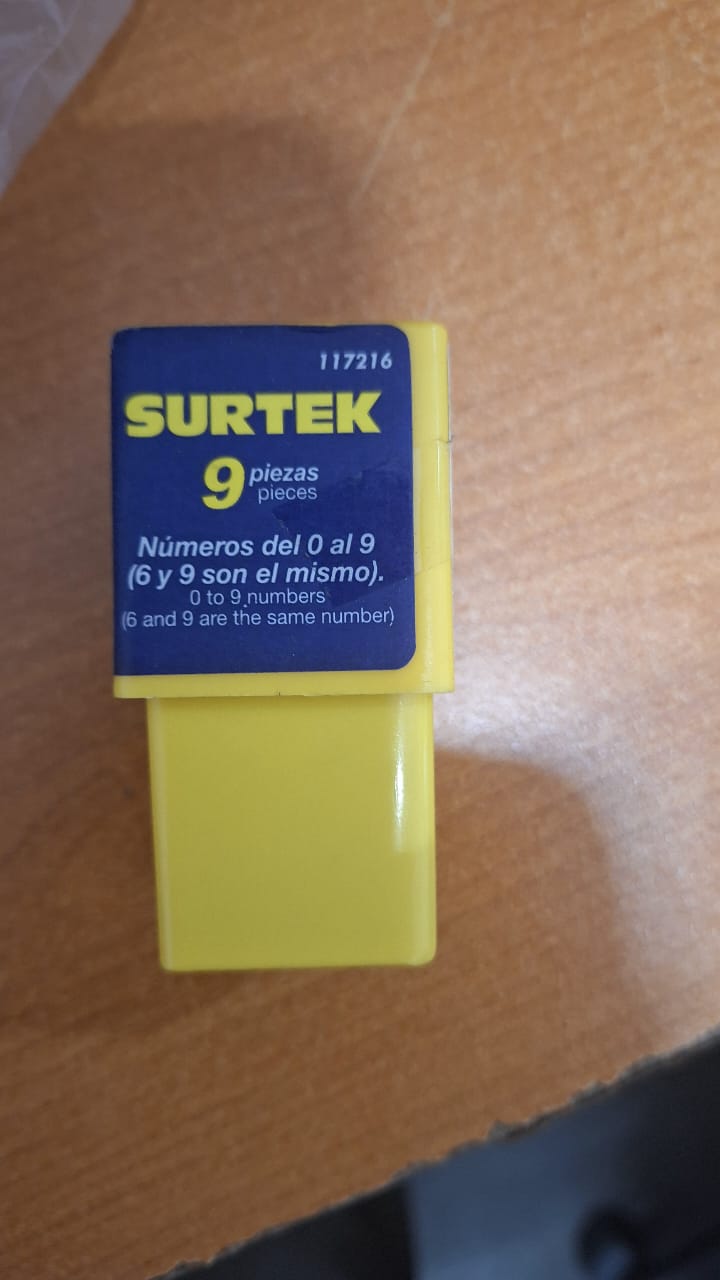 117216
SURTEK
9 piezas
pieces
Números del 0 al 9
(6 y 9 son el mismo).
0 to 9 numbers
(6 and 9 are the same number)